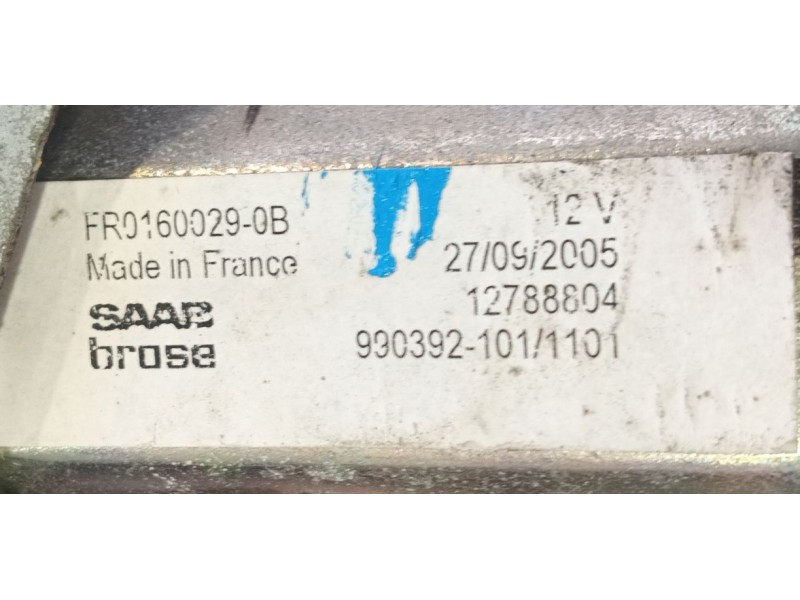 FR0160029-0B 12 V
Made in France 27/09/2005
SAAB 12788804
brose 990392-101/1101